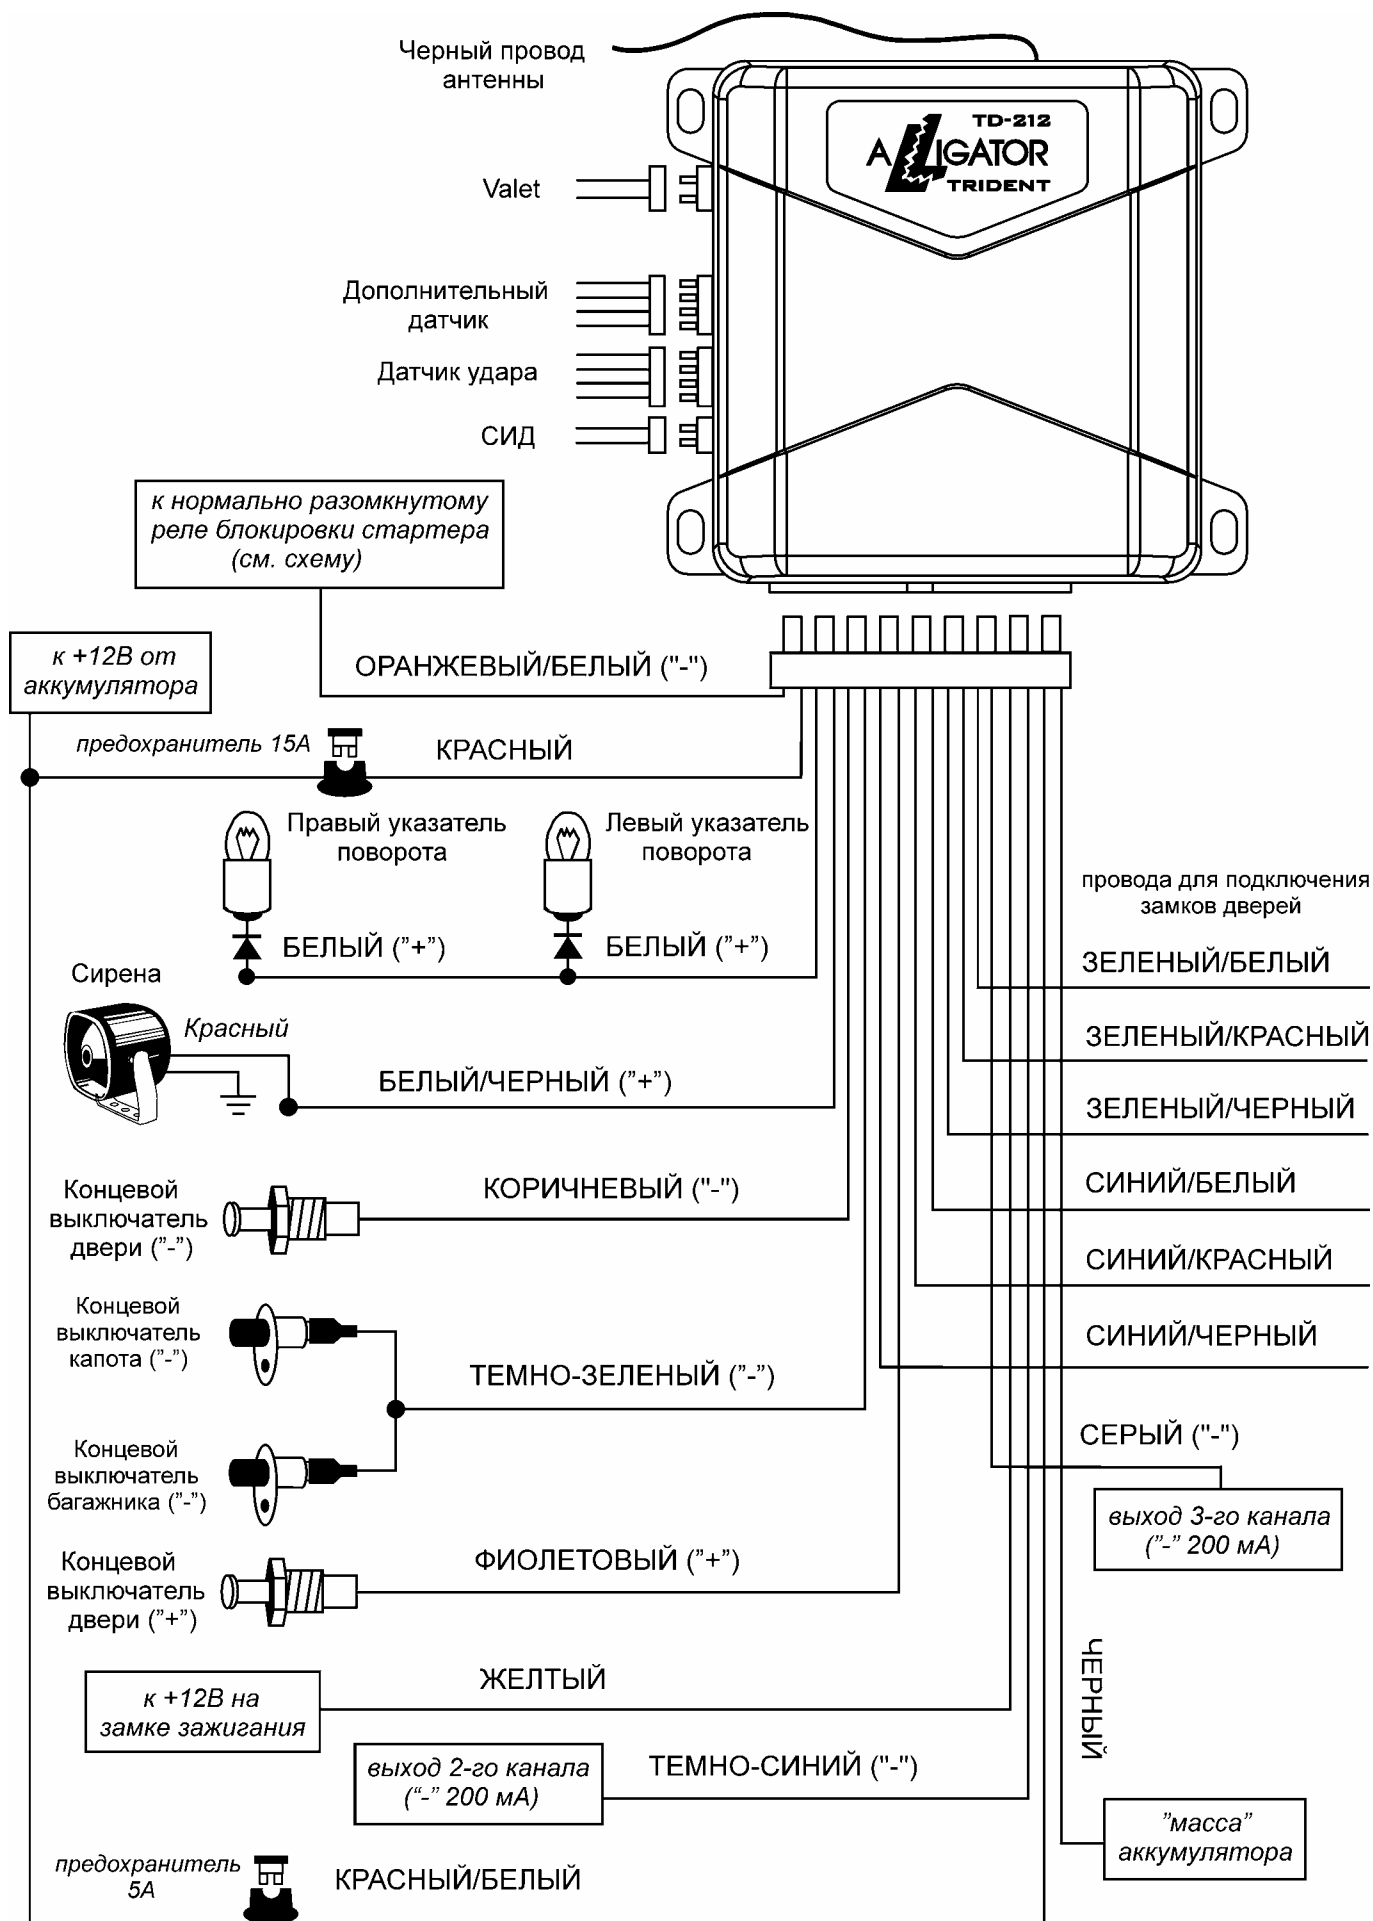 Черный провод
антенны
TD-212
ALLIGATOR
TRIDENT
Valet
Дополнительный
датчик
Датчик удара
СИД
к нормально разомкнутому
реле блокировки стартера
(см. схему)
к +12В от
аккумулятора
ОРАНЖЕВЫЙ/БЕЛЫЙ ("-")
предохранитель 15А
КРАСНЫЙ
Правый указатель
поворота
Левый указатель
поворота
БЕЛЫЙ ("+")
БЕЛЫЙ ("+")
провода для подключения
замков дверей
ЗЕЛЕНЫЙ/БЕЛЫЙ
Сирена
Красный
ЗЕЛЕНЫЙ/КРАСНЫЙ
БЕЛЫЙ/ЧЕРНЫЙ ("+")
ЗЕЛЕНЫЙ/ЧЕРНЫЙ
Концевой
выключатель
двери ("-")
КОРИЧНЕВЫЙ ("-")
СИНИЙ/БЕЛЫЙ
СИНИЙ/КРАСНЫЙ
Концевой
выключатель
капота ("-")
СИНИЙ/ЧЕРНЫЙ
ТЕМНО-ЗЕЛЕНЫЙ ("-")
СЕРЫЙ ("-")
Концевой
выключатель
багажника ("-")
выход 3-го канала
("-" 200 мА)
Концевой
выключатель
двери ("+")
ФИОЛЕТОВЫЙ ("+")
ЖЕЛТЫЙ
к +12В на
замке зажигания
ЧЕРНЫЙ
выход 2-го канала
("-" 200 мА)
ТЕМНО-СИНИЙ ("-")
"масса"
аккумулятора
предохранитель
5А
КРАСНЫЙ/БЕЛЫЙ